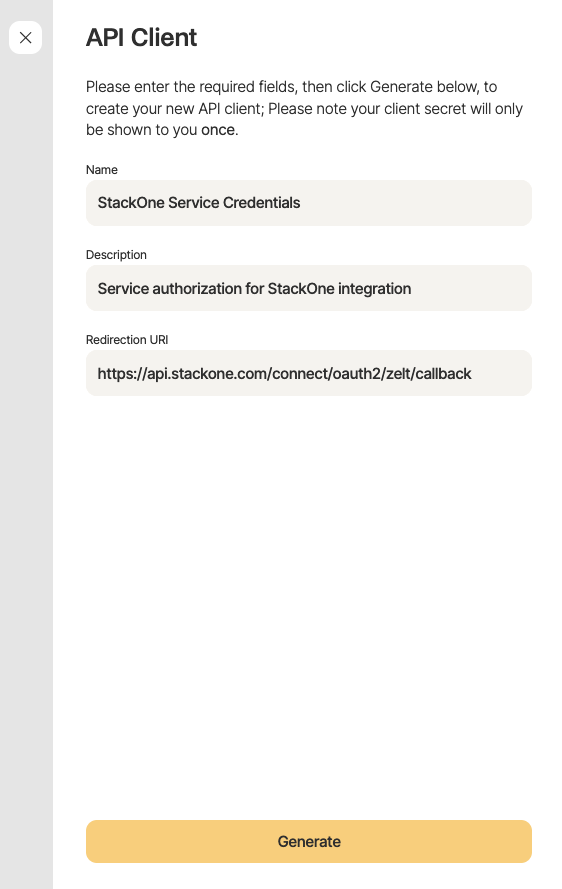 API Client
Please enter the required fields, then click Generate below, to
create your new API client; Please note your client secret will only
be shown to you once.
Name
StackOne Service Credentials
Description
Service authorization for StackOne integration
Redirection URI
https://api.stackone.com/connect/oauth2/zelt/callback
Generate